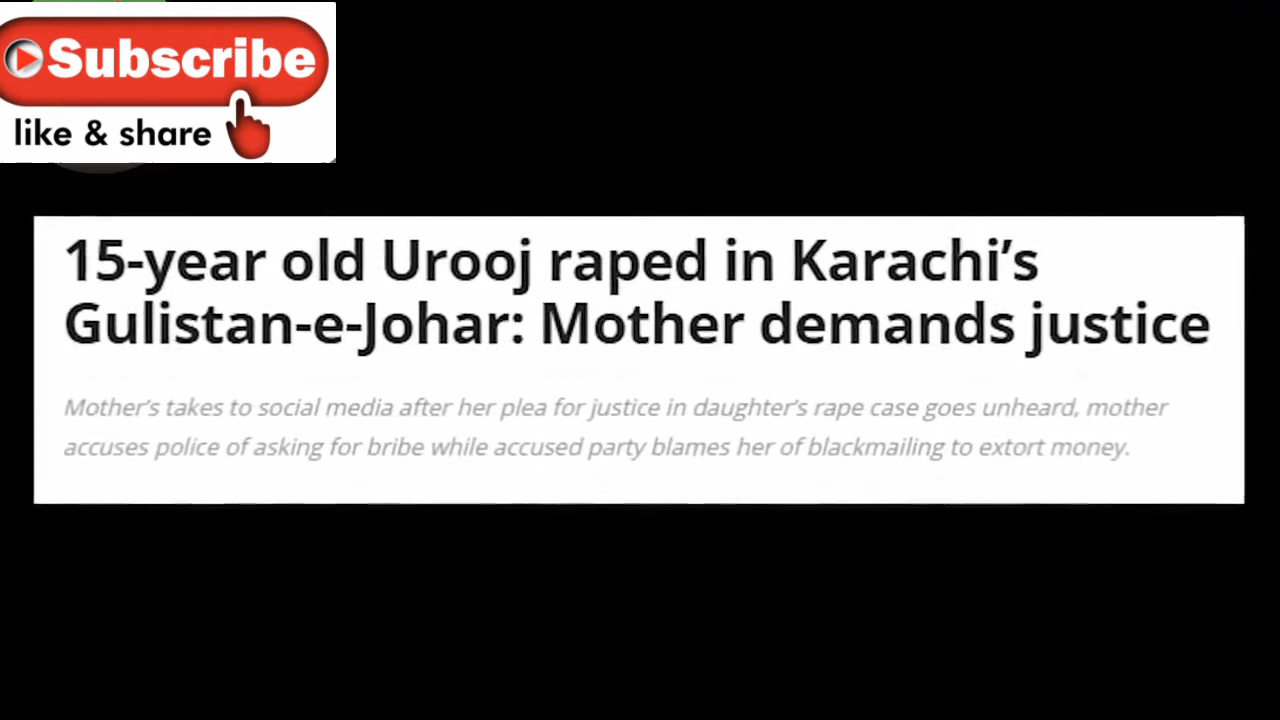 Subscribe
like & share
15-year old Urooj raped in Karachi’s
Gulistan-e-Johar: Mother demands justice
Mother’s takes to social media after her plea for justice in daughter’s rape case goes unheard, mother
accuses police of asking for bribe while accused party blames her of blackmailing to extort money.